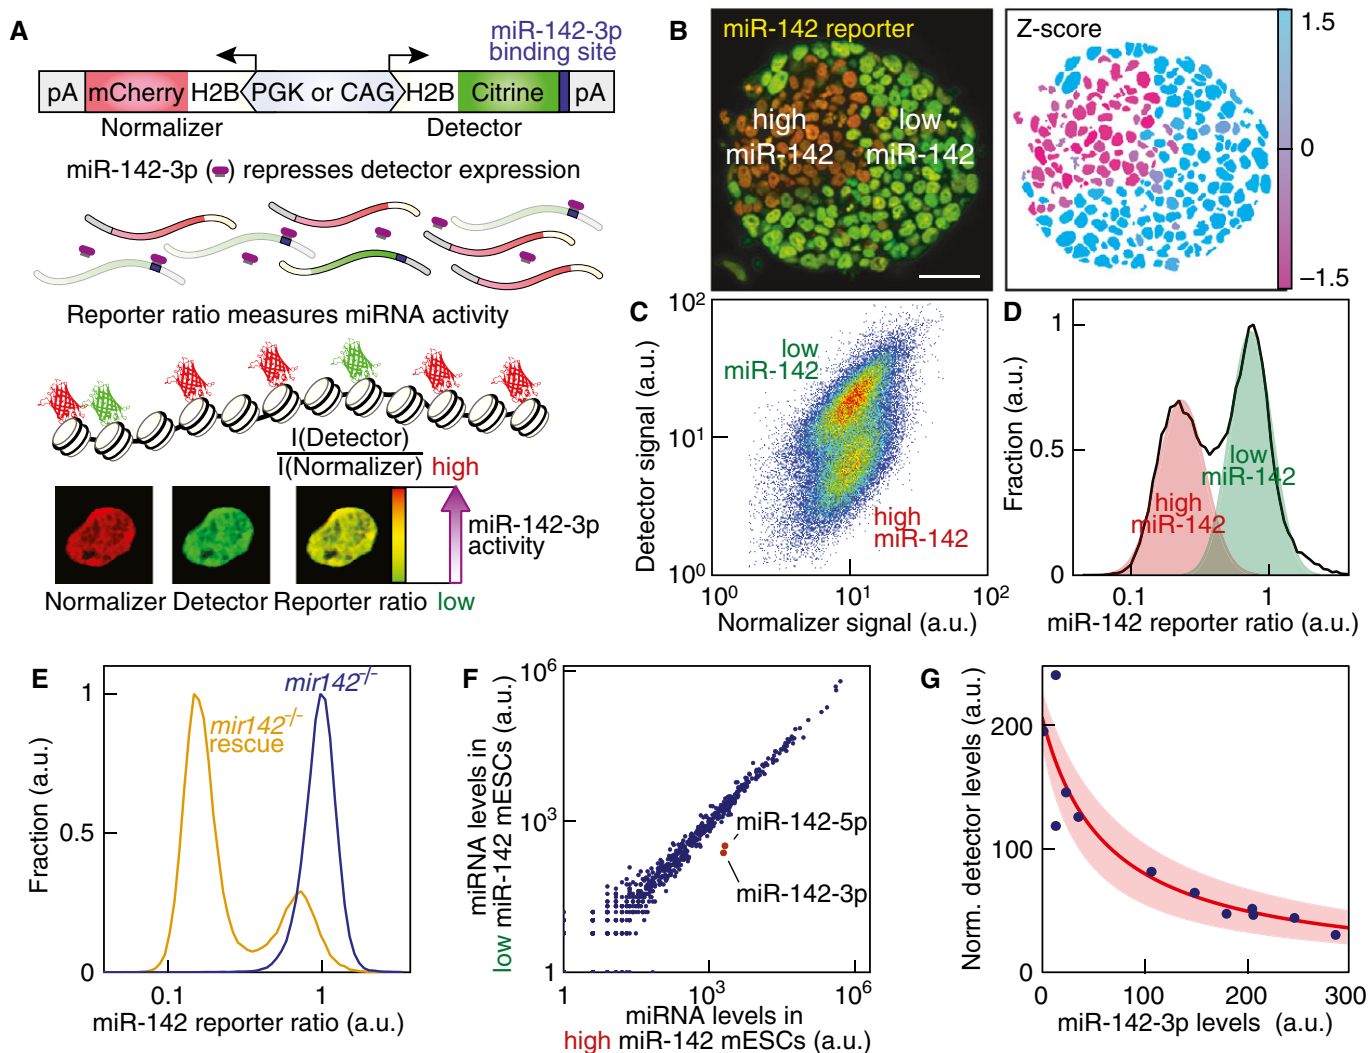 A
miR-142-3p
binding site
pA mCherry H2B PGK or CAG H2B Citrine pA
Normalizer Detector
miR-142-3p ( ) represses detector expression
Reporter ratio measures miRNA activity
I(Detector)
I(Normalizer)
high
miR-142-3p
activity
low
Normalizer Detector Reporter ratio
B
miR-142 reporter
high
miR-142
low
miR-142
Z-score
1.5
0
−1.5
C
10²
10¹
10⁰
Detector signal (a.u.)
low
miR-142
high
miR-142
10⁰ 10¹ 10²
Normalizer signal (a.u.)
D
1
0.5
0
Fraction (a.u.)
high
miR-142
low
miR-142
0.1 1
miR-142 reporter ratio (a.u.)
E
1
0.5
0
Fraction (a.u.)
mir142⁻/⁻
rescue
mir142⁻/⁻
0.1 1
miR-142 reporter ratio (a.u.)
F
10⁶
10³
1
miRNA levels in
low miR-142 mESCs (a.u.)
miR-142-5p
miR-142-3p
1 10³ 10⁶
miRNA levels in
high miR-142 mESCs (a.u.)
G
200
100
0
Norm. detector levels (a.u.)
0 100 200 300
miR-142-3p levels (a.u.)